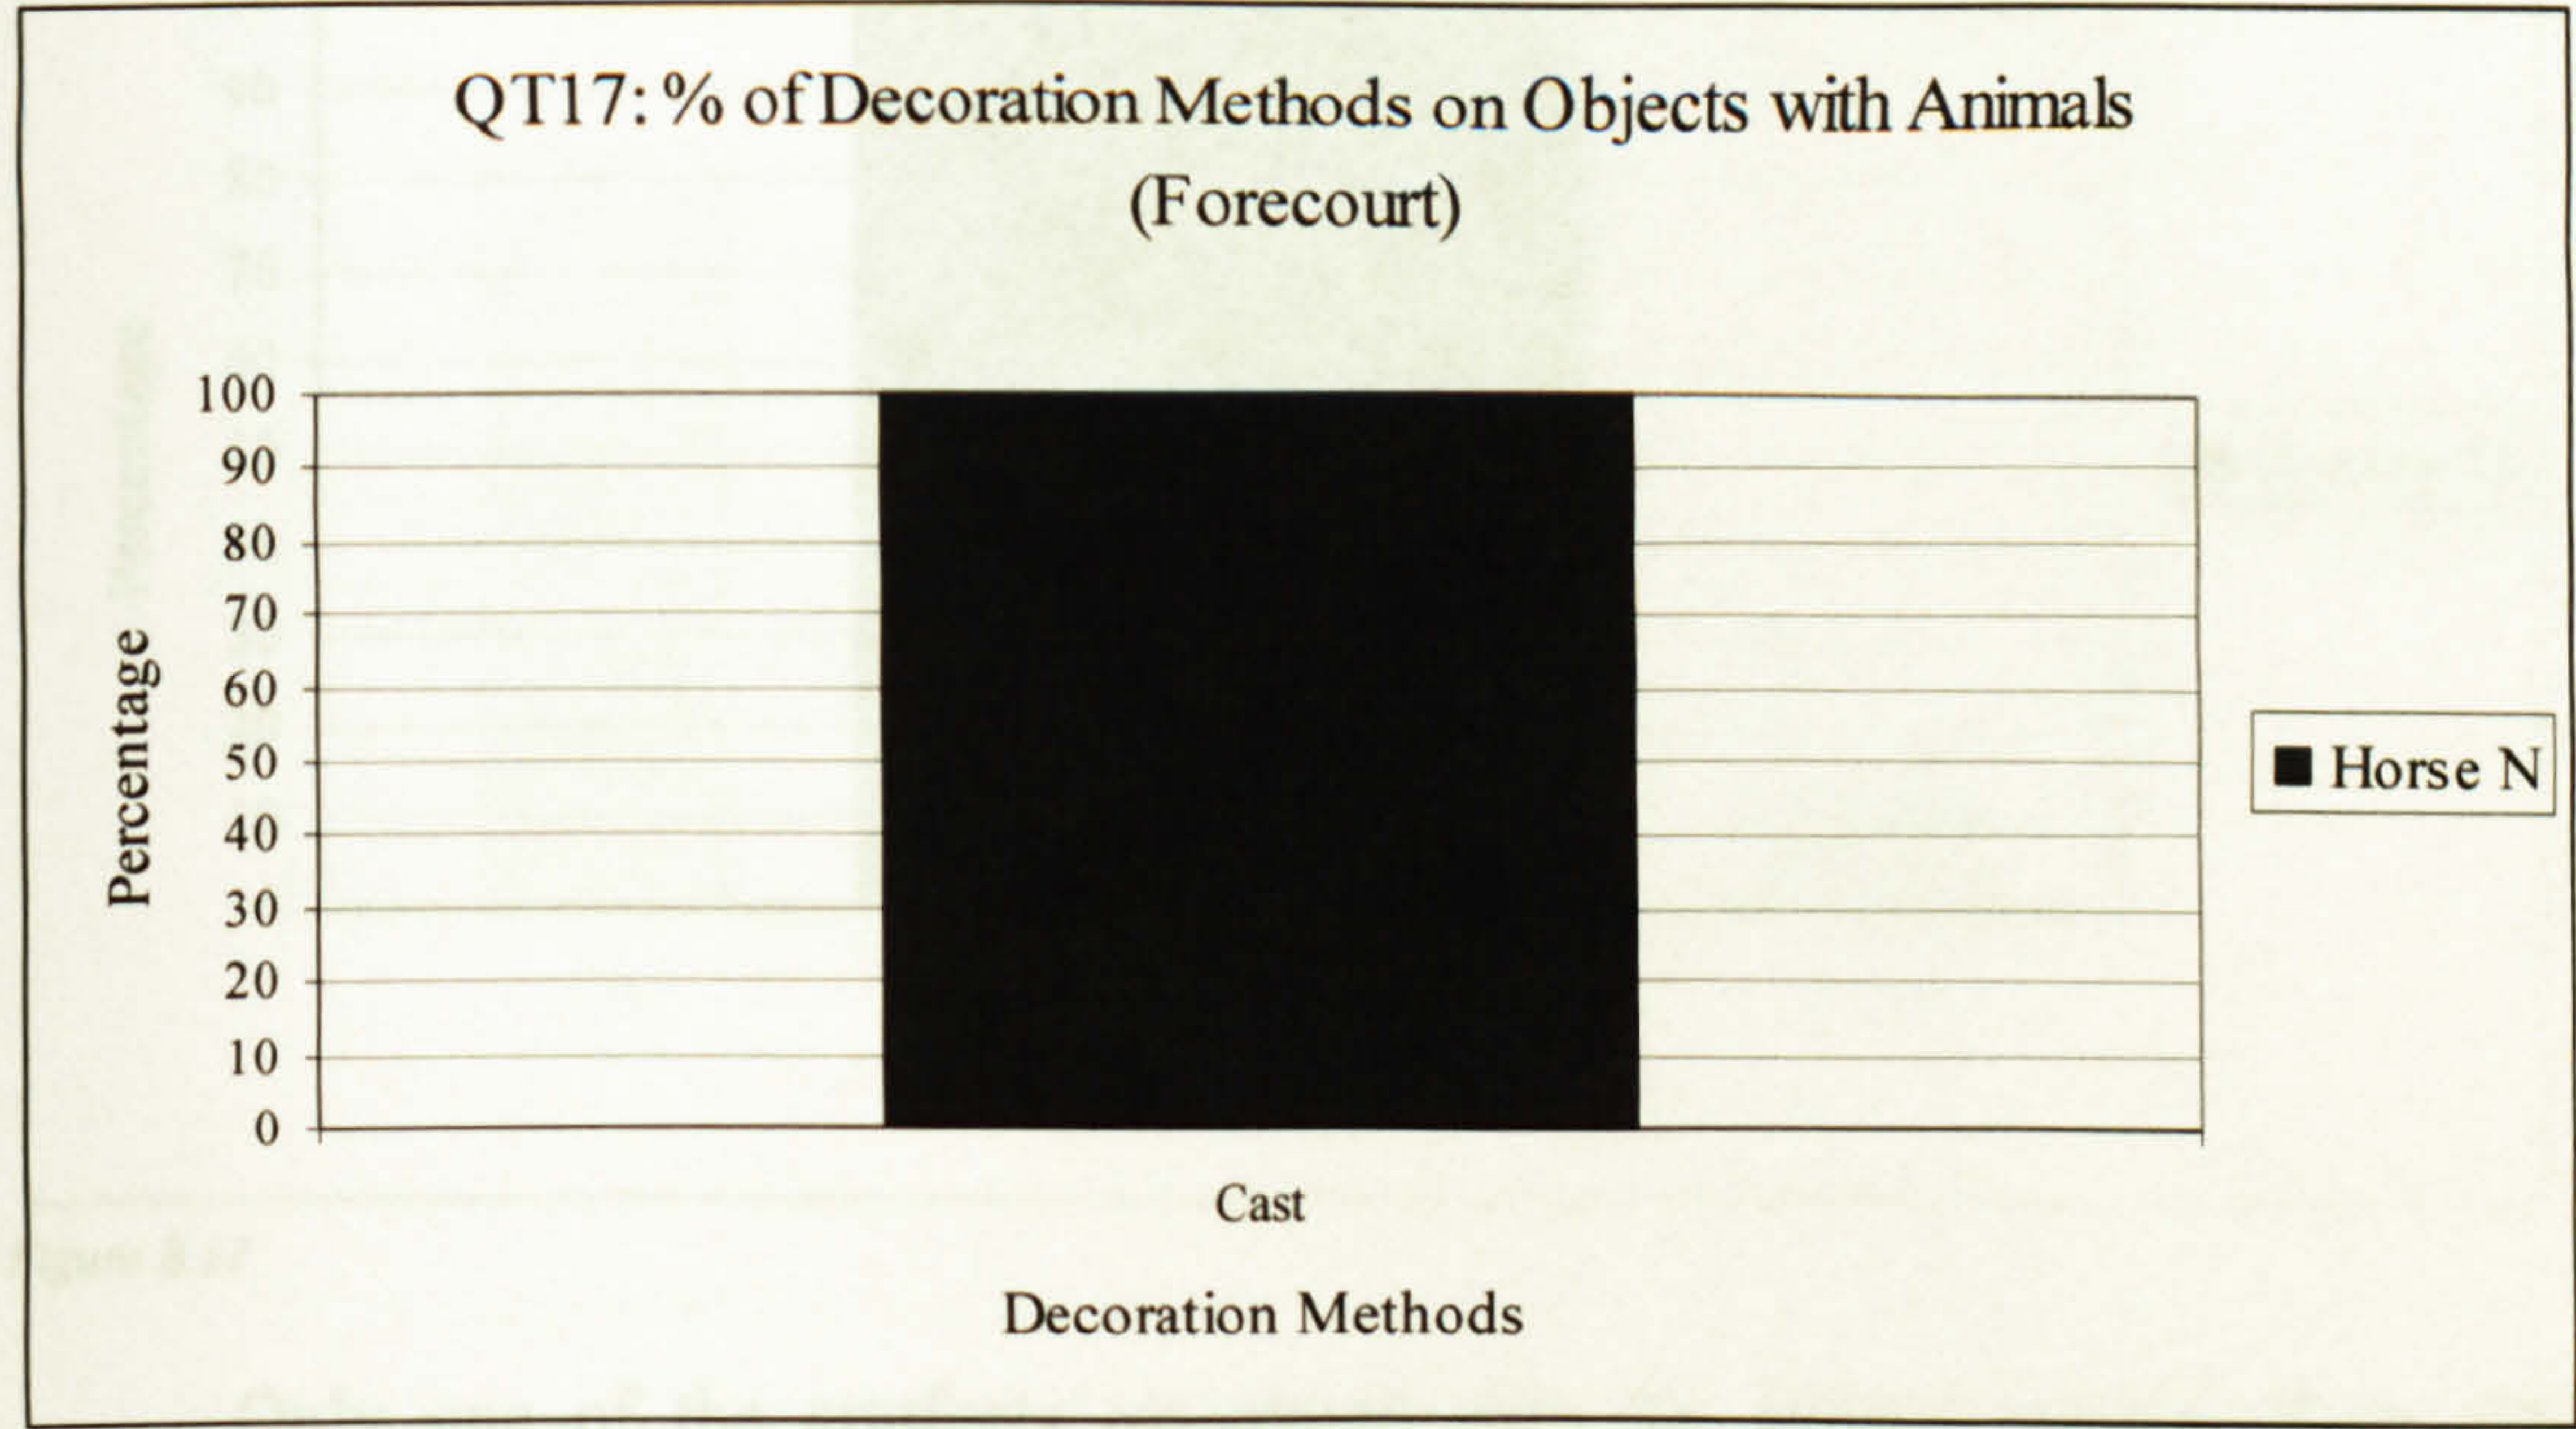 QT17: % of Decoration Methods on Objects with Animals
(Forecourt)
100
90
80
70
60
50
40
30
20
10
0
Percentage
Cast
Decoration Methods
Horse N